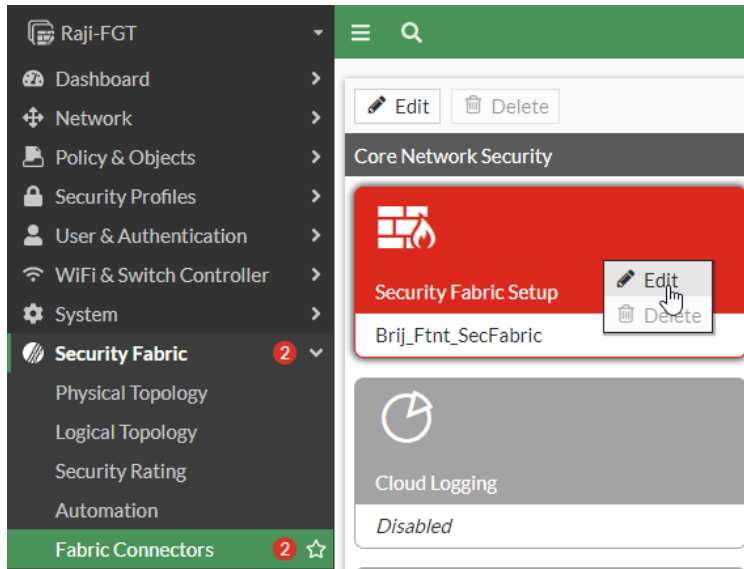 Raji-FGT
Dashboard
Network
Policy & Objects
Security Profiles
User & Authentication
WiFi & Switch Controller
System
Security Fabric 2
Physical Topology
Logical Topology
Security Rating
Automation
Fabric Connectors 2
Edit Delete
Core Network Security
Security Fabric Setup
Brij_Ftnt_SecFabric
Edit
Delete
Cloud Logging
Disabled